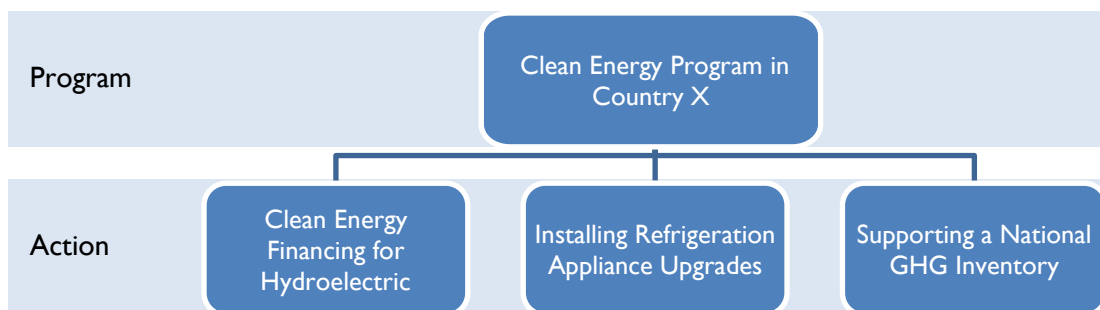 Program
Clean Energy Program in
Country X
Action
Clean Energy
Financing for
Hydroelectric
Installing Refrigeration
Appliance Upgrades
Supporting a National
GHG Inventory